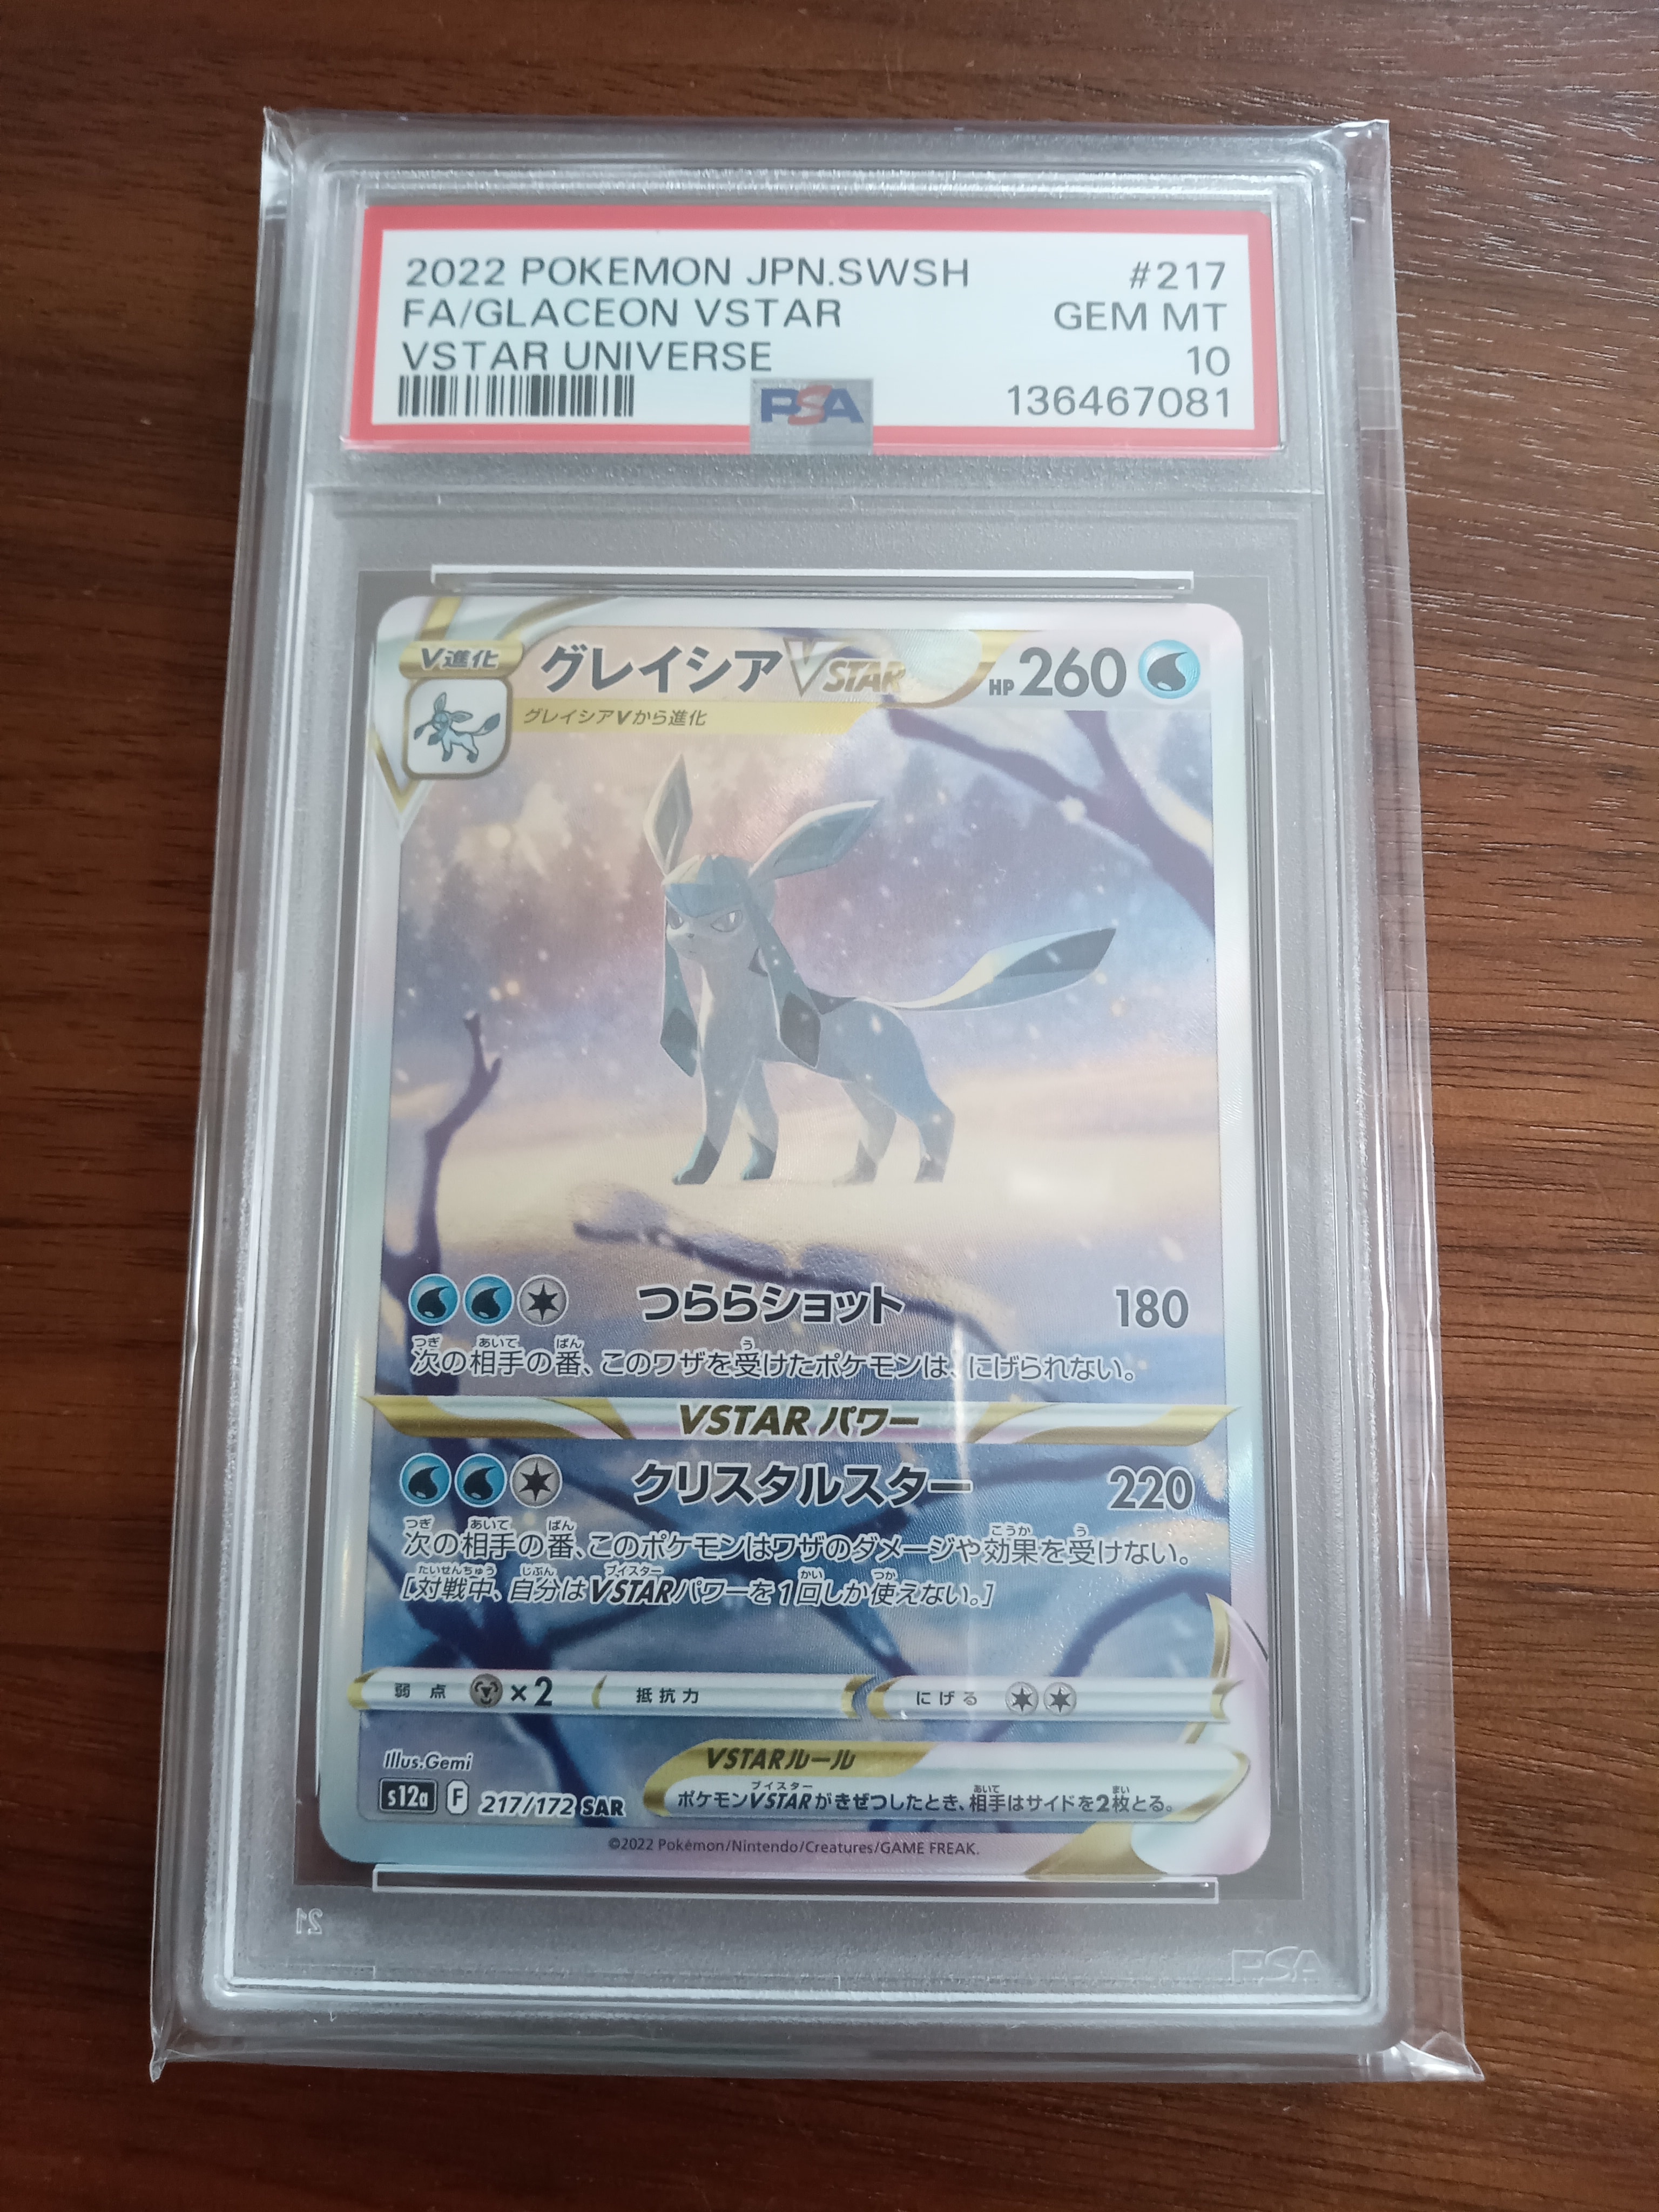 2022 POKEMON JPN.SWSH #217
FA/GLACEON VSTAR GEM MT
VSTAR UNIVERSE 10
PSA 136467081
V進化
グレイシアVSTAR HP260
グレイシアVから進化
つららショット 180
次の相手の番、このワザを受けたポケモンは、にげられない。
VSTARパワー
クリスタルスター 220
次の相手の番、このポケモンはワザのダメージや効果を受けない。
[対戦中、自分はVSTARパワーを1回しか使えない。]
弱点 ×2 抵抗力 にげる
Illus.Gemi
VSTARルール
s12a F 217/172 SAR
ポケモンVSTARがきぜつしたとき、相手はサイドを2枚とる。
©2022 Pokémon/Nintendo/Creatures/GAME FREAK.
21
PSA